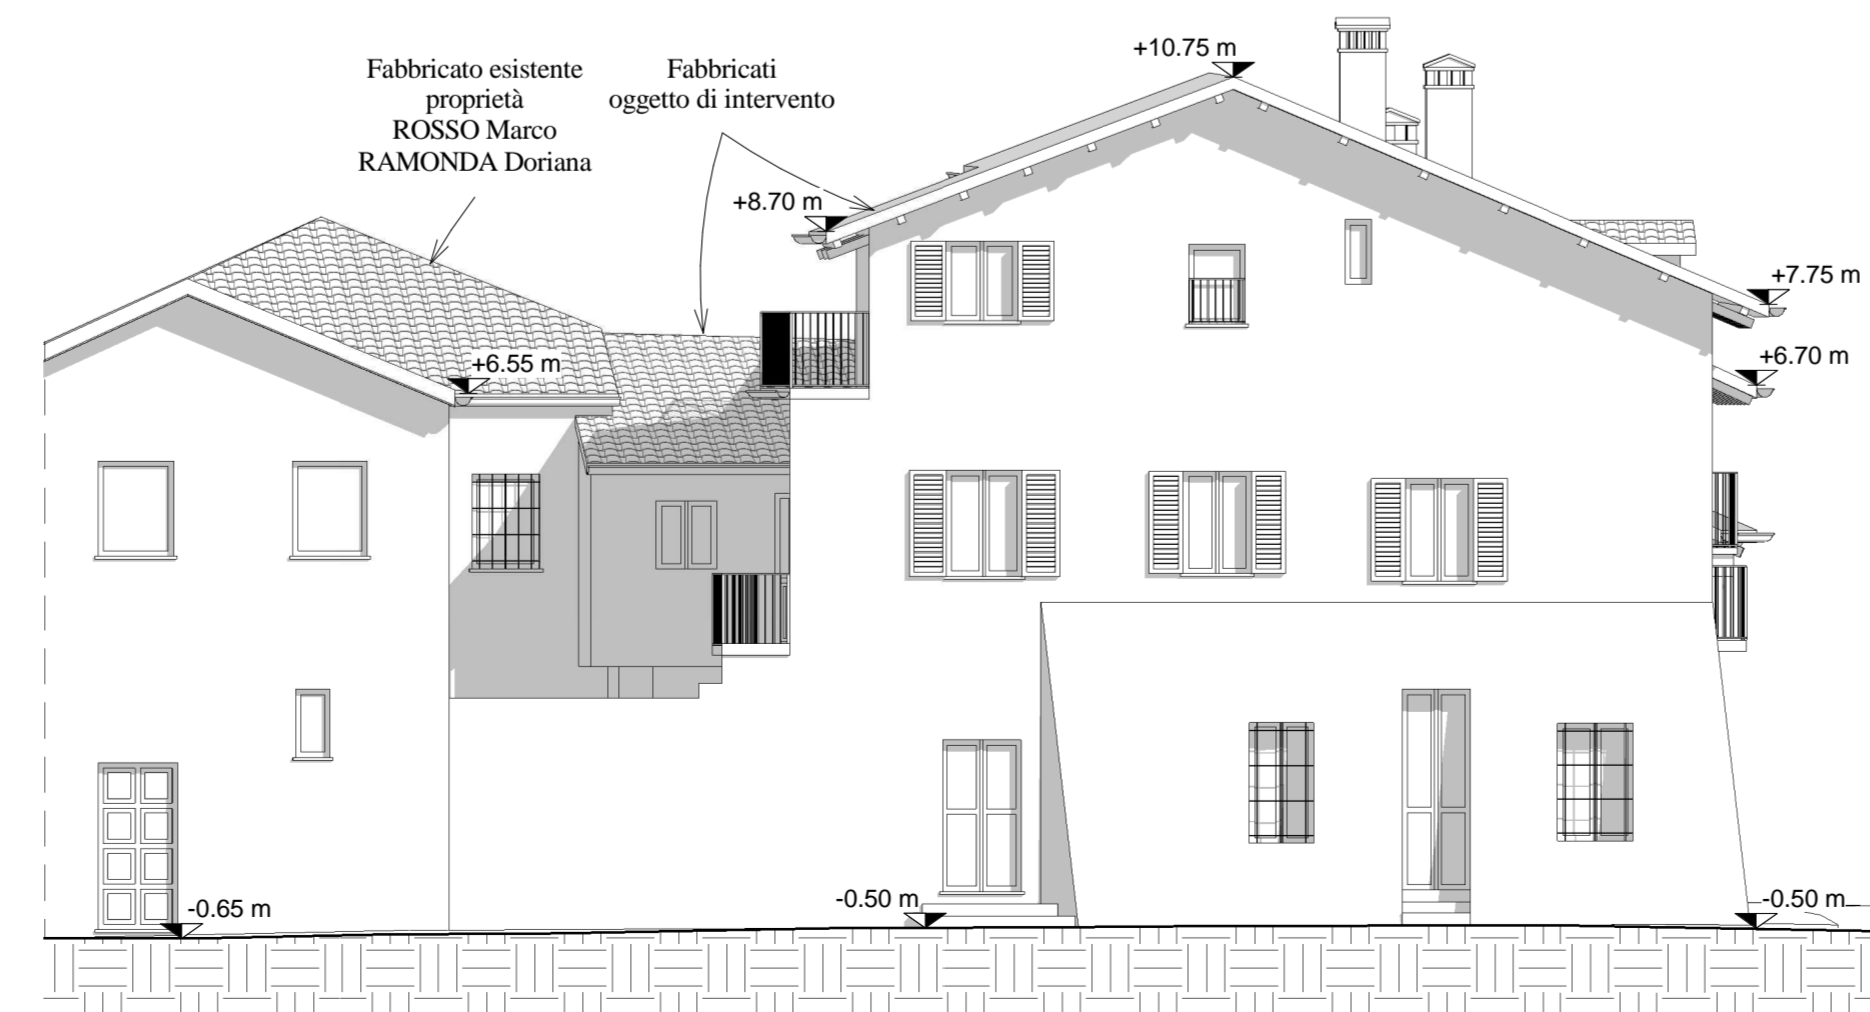 Fabbricato esistente
proprietà
ROSSO Marco
RAMONDA Doriana
Fabbricati
oggetto di intervento
+10.75 m
+8.70 m
+7.75 m
+6.70 m
+6.55 m
-0.65 m
-0.50 m
-0.50 m